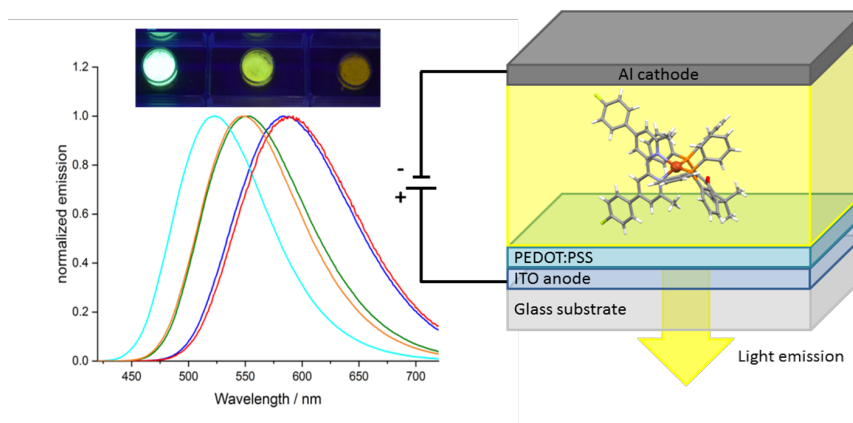 1.2
1.0
0.8
0.6
0.4
0.2
0.0
normalized emission
450
500
550
600
650
700
Wavelength / nm
-
+
Al cathode
PEDOT:PSS
ITO anode
Glass substrate
Light emission